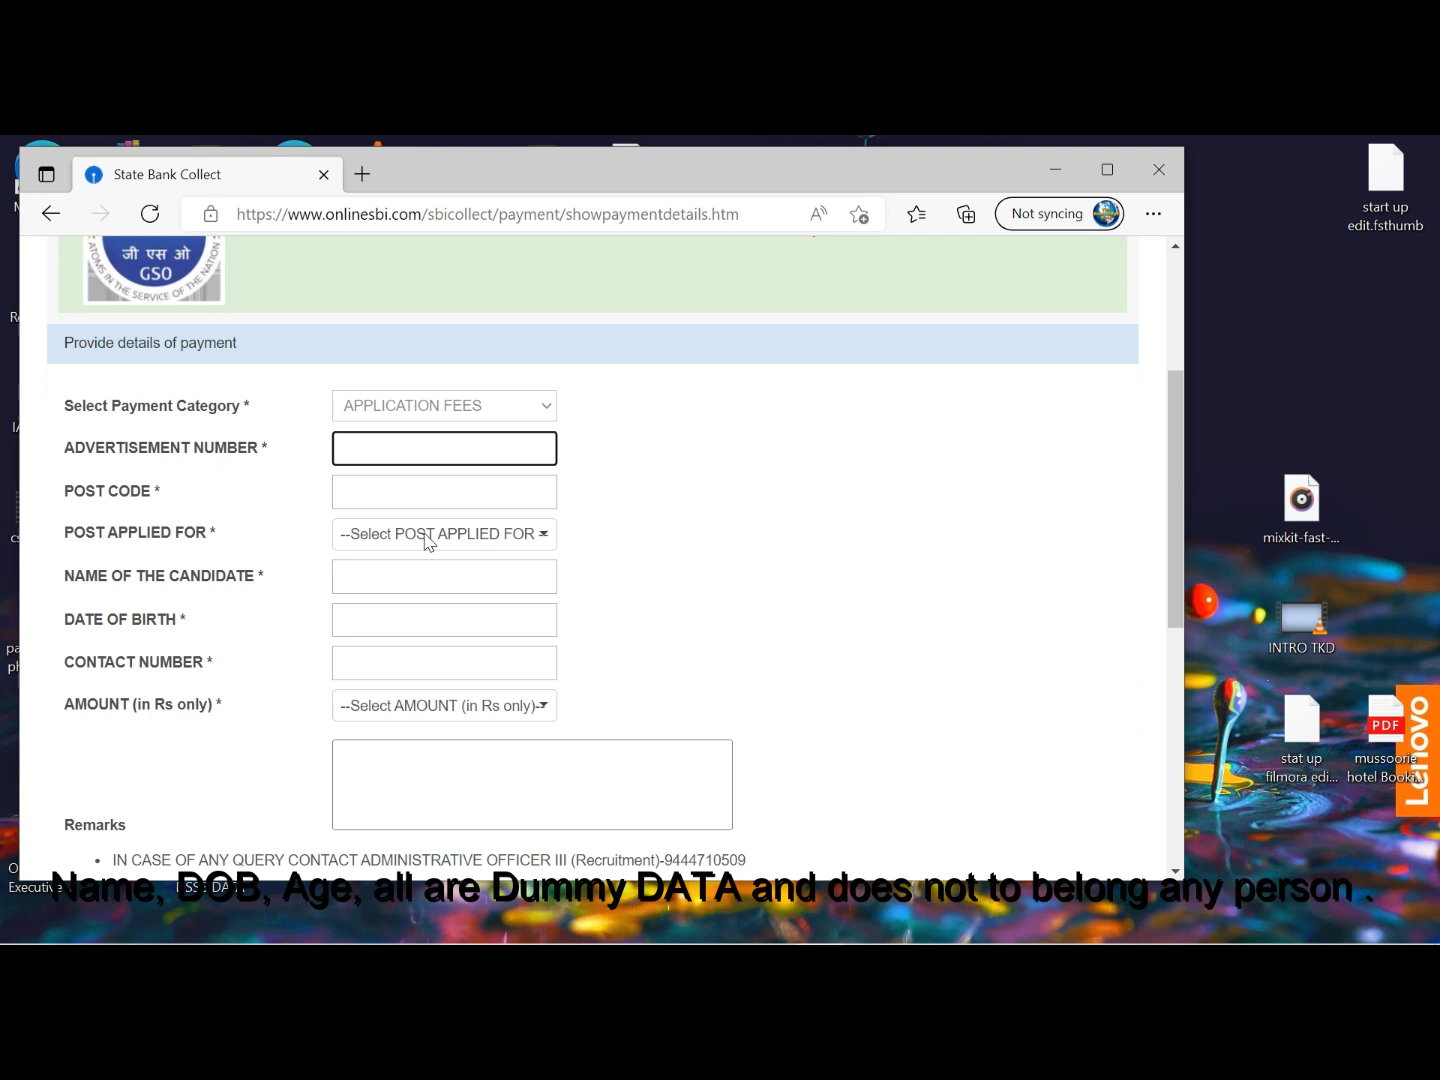 State Bank Collect
https://www.onlinesbi.com/sbicollect/payment/showpaymentdetails.htm
Not syncing
start up
edit.fsthumb
जी एस ओ
GSO
ATOMS IN THE SERVICE OF THE NATION
Provide details of payment
Select Payment Category *
APPLICATION FEES
ADVERTISEMENT NUMBER *
POST CODE *
POST APPLIED FOR *
--Select POST APPLIED FOR
NAME OF THE CANDIDATE *
DATE OF BIRTH *
CONTACT NUMBER *
AMOUNT (in Rs only) *
--Select AMOUNT (in Rs only)-
Remarks
• IN CASE OF ANY QUERY CONTACT ADMINISTRATIVE OFFICER III (Recruitment)-9444710509
mixkit-fast-...
INTRO TKD
stat up
filmora edi...
PDF
mussoorie
hotel Booki...
Lenovo
Executive
Name, DOB, Age, all are Dummy DATA and does not to belong any person .